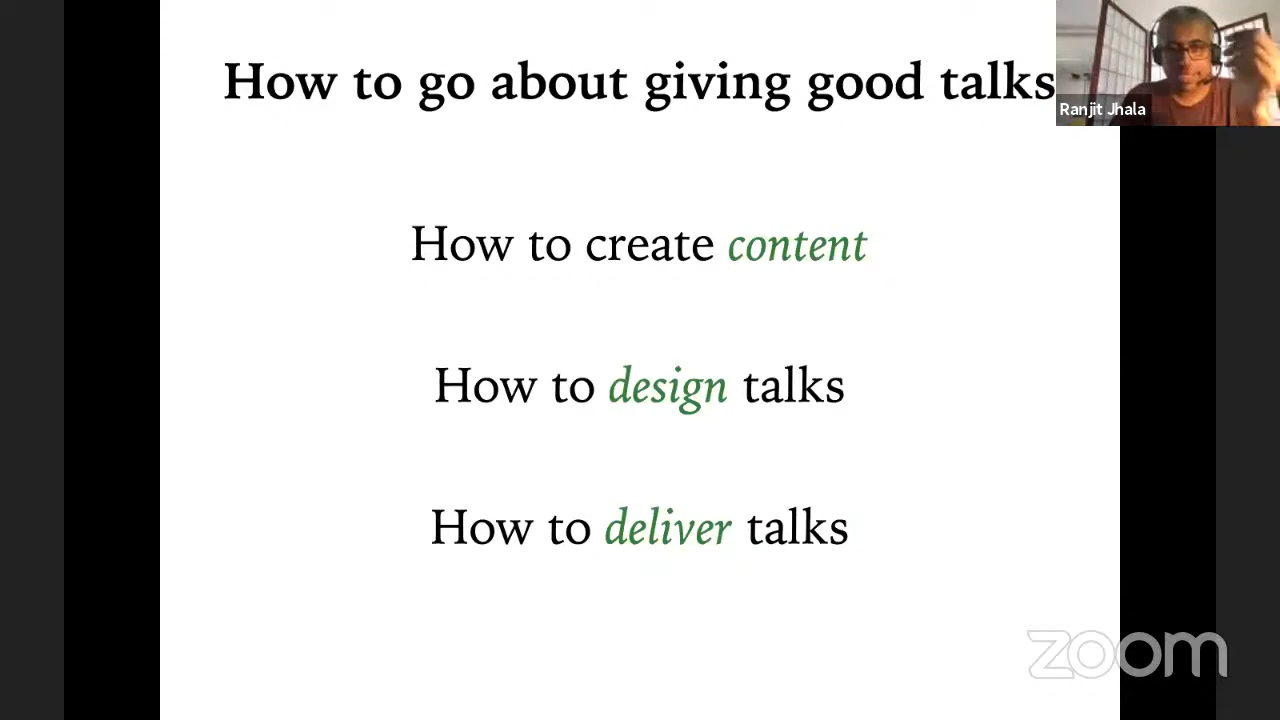 How to go about giving good talks
Ranjit Jhala
How to create content
How to design talks
How to deliver talks
zoom